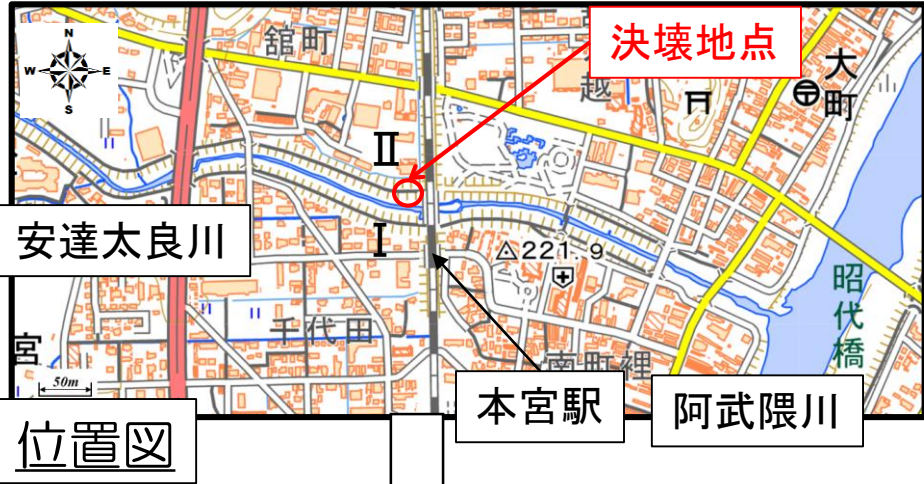 N
W E
S
舘町
決壊地点
越
大町
Ⅱ
安達太良川
Ⅰ
221.9
昭代橋
千代田
宮
南町裡
50m
本宮駅
阿武隈川
位置図